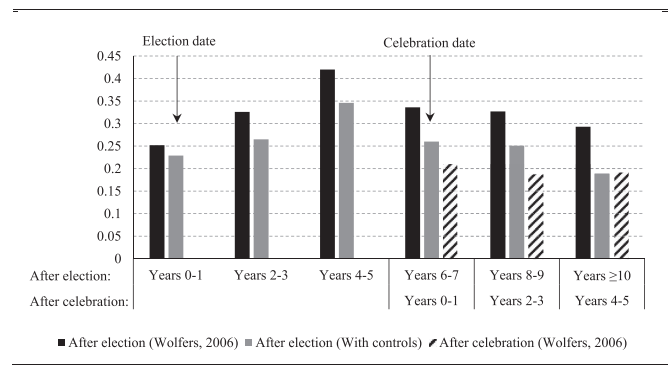 Election date
Celebration date
0.45
0.4
0.35
0.3
0.25
0.2
0.15
0.1
0.05
0
After election: Years 0-1 Years 2-3 Years 4-5 Years 6-7 Years 8-9 Years ≥10
After celebration: Years 0-1 Years 2-3 Years 4-5
After election (Wolfers, 2006) After election (With controls) After celebration (Wolfers, 2006)